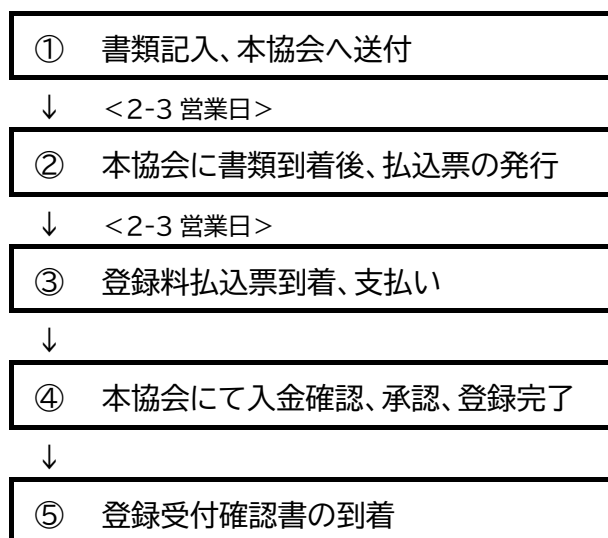 ① 書類記入、本協会へ送付
↓ <2-3 営業日>
② 本協会に書類到着後、払込票の発行
↓ <2-3 営業日>
③ 登録料払込票到着、支払い
↓
④ 本協会にて入金確認、承認、登録完了
↓
⑤ 登録受付確認書の到着